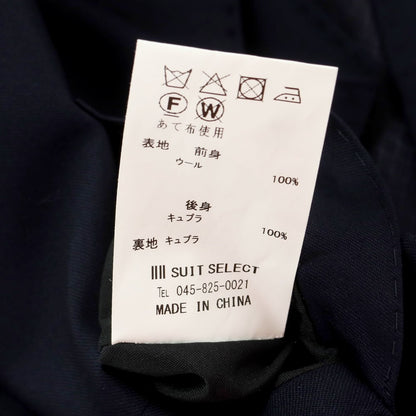 F W
あて布使用
表地 前身
ウール
100%
後身
キュプラ
裏地 キュプラ 100%
SUIT SELECT
TEL 045-825-0021
MADE IN CHINA